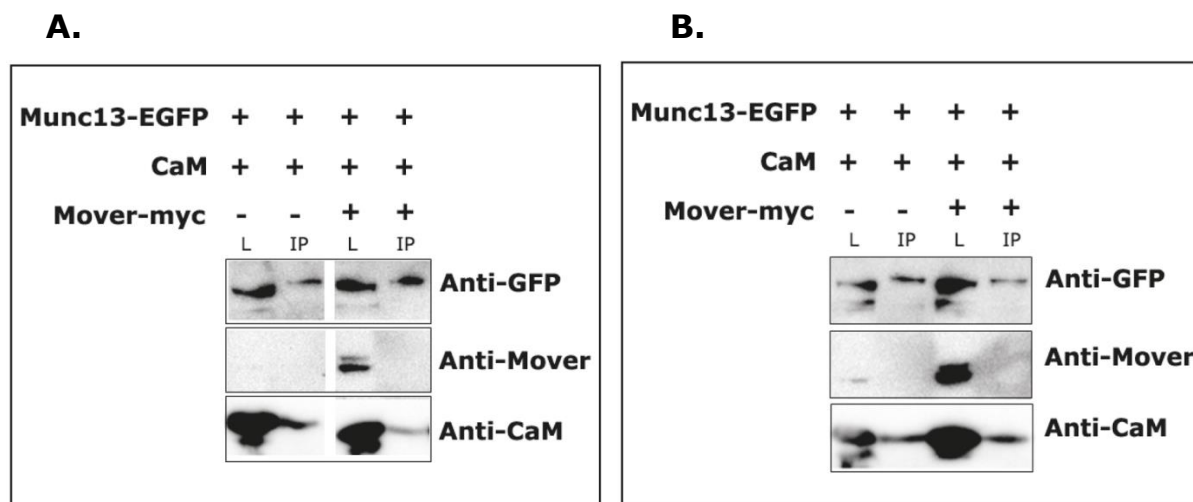 A.
Munc13-EGFP + + + +
CaM + + + +
Mover-myc - - + +
L IP L IP
Anti-GFP
Anti-Mover
Anti-CaM
B.
Munc13-EGFP + + + +
CaM + + + +
Mover-myc - - + +
L IP L IP
Anti-GFP
Anti-Mover
Anti-CaM